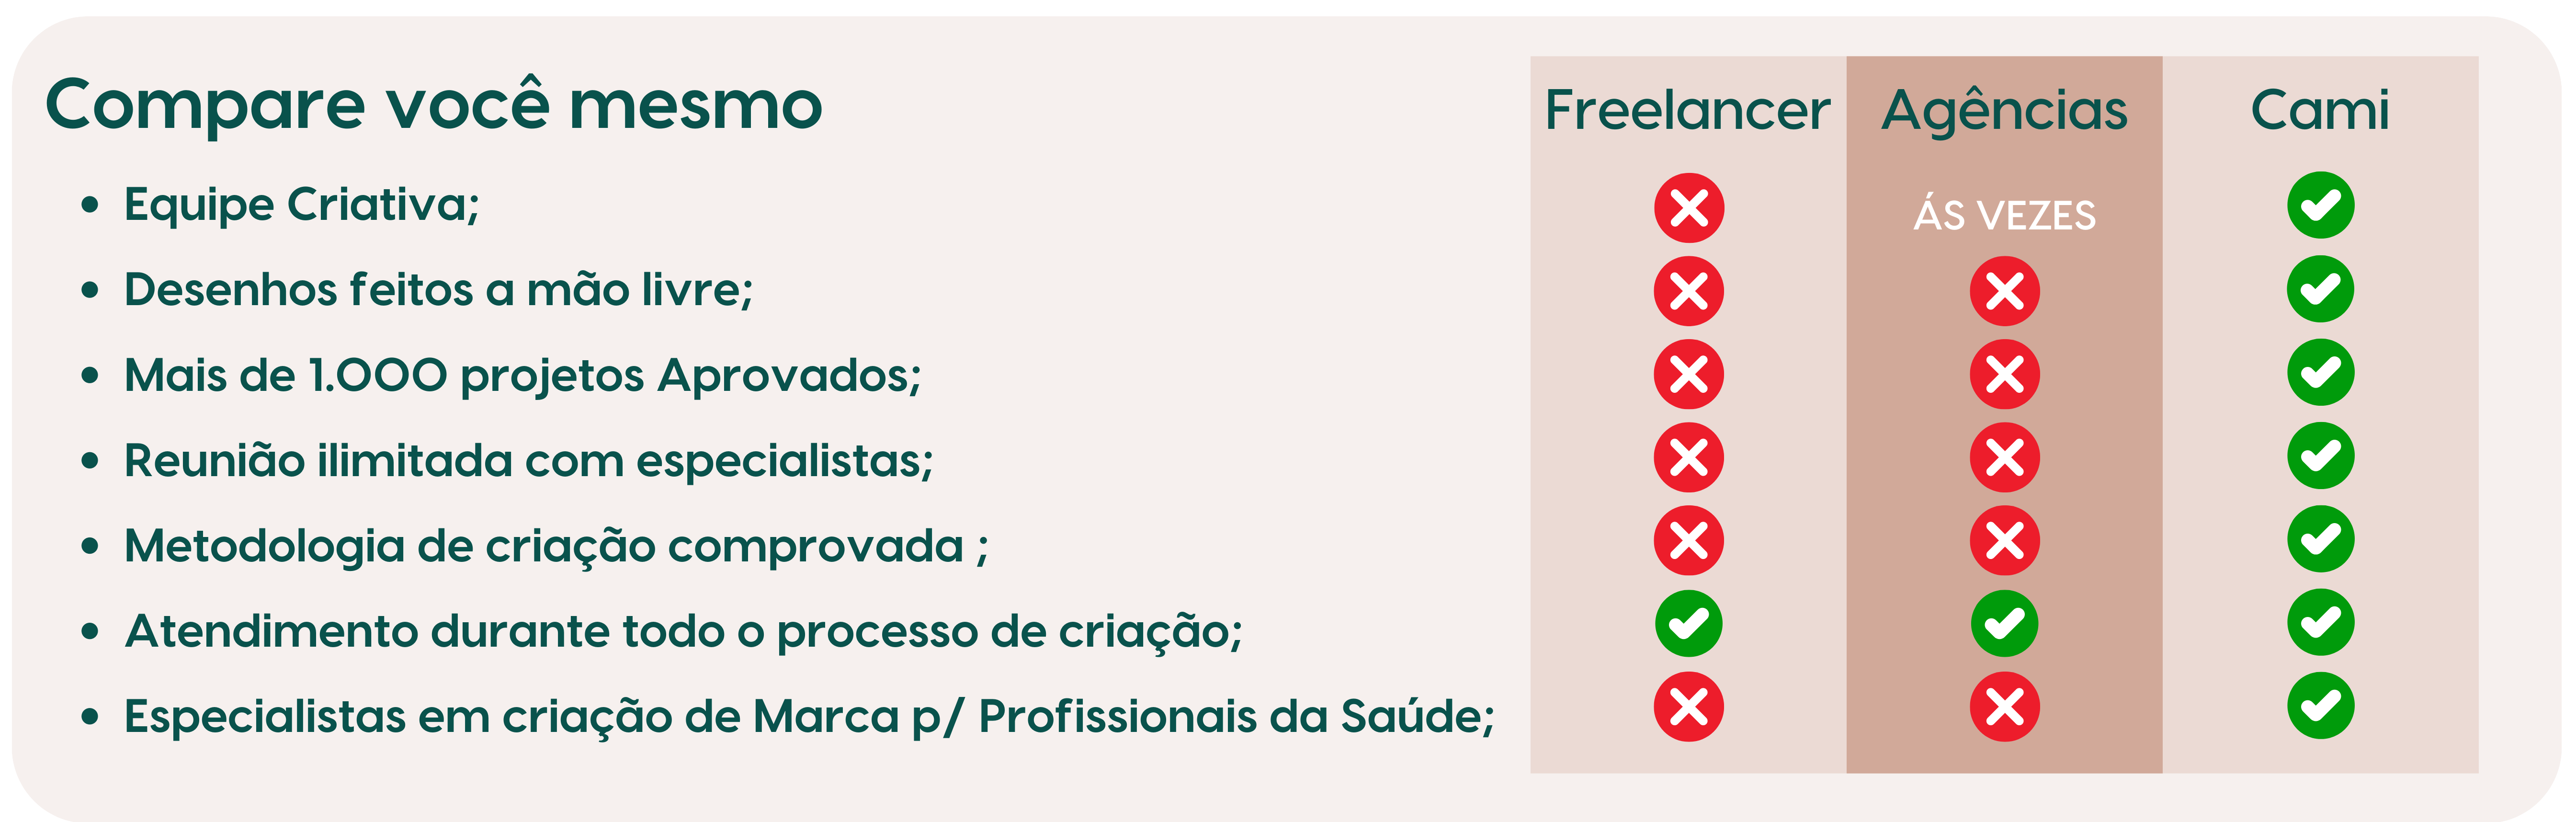 Compare você mesmo
Freelancer Agências Cami
Equipe Criativa;
ÁS VEZES
Desenhos feitos a mão livre;
Mais de 1.000 projetos Aprovados;
Reunião ilimitada com especialistas;
Metodologia de criação comprovada ;
Atendimento durante todo o processo de criação;
Especialistas em criação de Marca p/ Profissionais da Saúde;